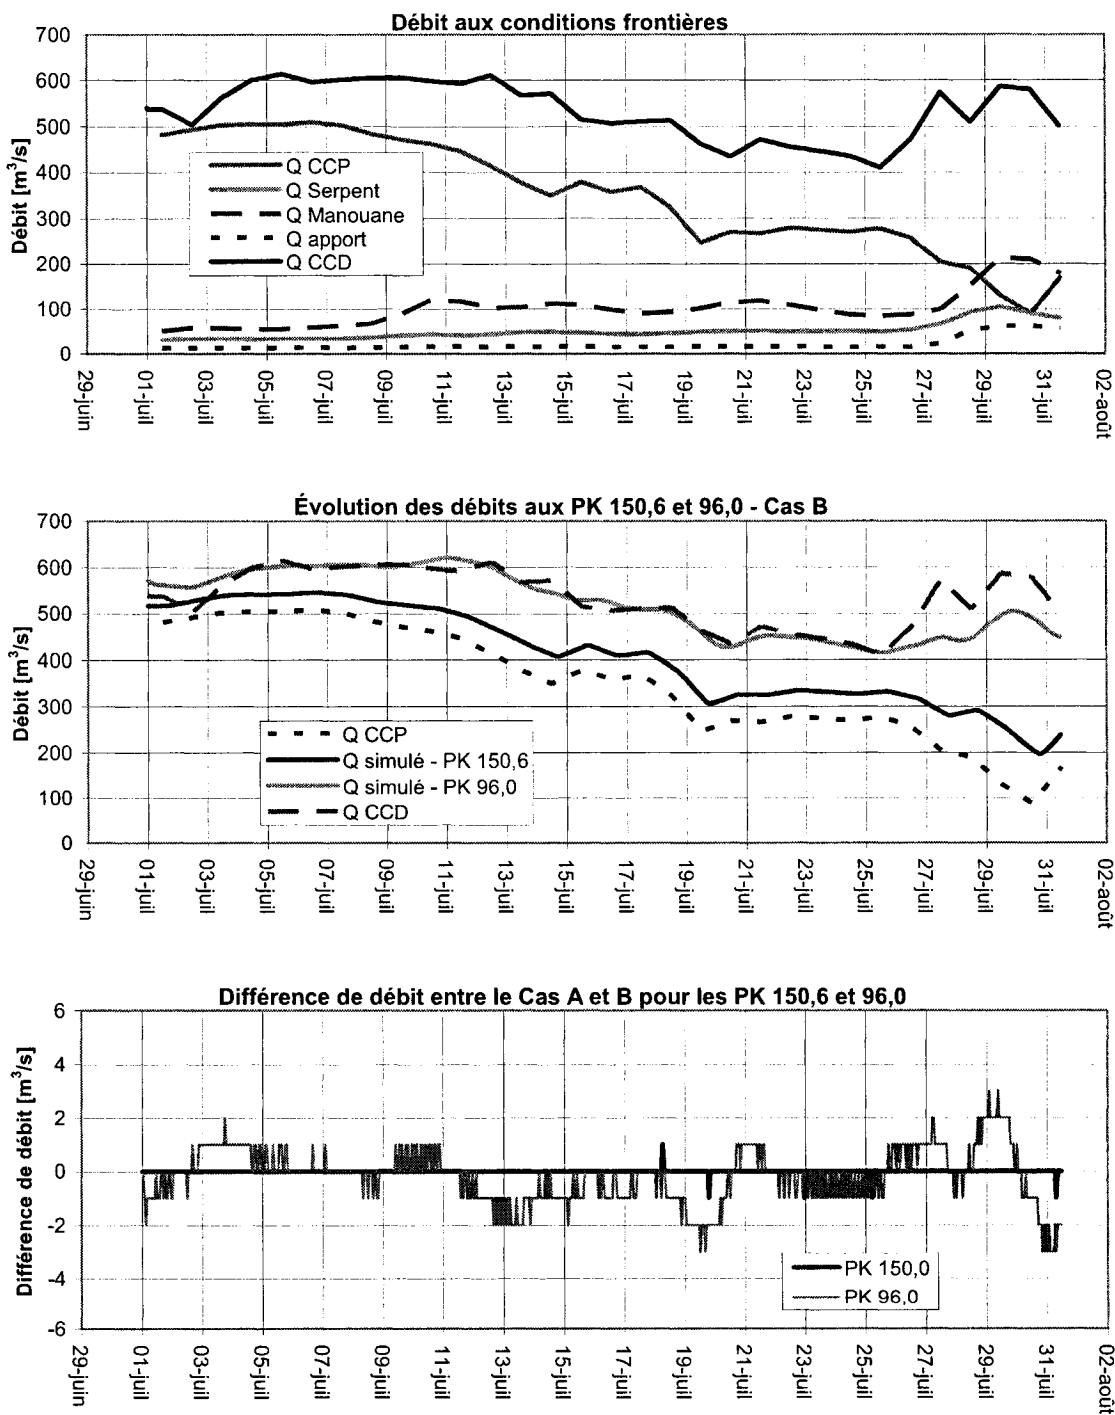 Débit aux conditions frontières
700
600
500
400
300
200
100
0
Débit [m³/s]
Q CCP
Q Serpent
Q Manouane
Q apport
Q CCD
29-juin
01-juil
03-juil
05-juil
07-juil
09-juil
11-juil
13-juil
15-juil
17-juil
19-juil
21-juil
23-juil
25-juil
27-juil
29-juil
31-juil
02-août
Évolution des débits aux PK 150,6 et 96,0 - Cas B
700
600
500
400
300
200
100
0
Débit [m³/s]
Q CCP
Q simulé - PK 150,6
Q simulé - PK 96,0
Q CCD
29-juin
01-juil
03-juil
05-juil
07-juil
09-juil
11-juil
13-juil
15-juil
17-juil
19-juil
21-juil
23-juil
25-juil
27-juil
29-juil
31-juil
02-août
Différence de débit entre le Cas A et B pour les PK 150,6 et 96,0
6
4
2
0
-2
-4
-6
Différence de débit [m³/s]
PK 150,0
PK 96,0
29-juin
01-juil
03-juil
05-juil
07-juil
09-juil
11-juil
13-juil
15-juil
17-juil
19-juil
21-juil
23-juil
25-juil
27-juil
29-juil
31-juil
02-août